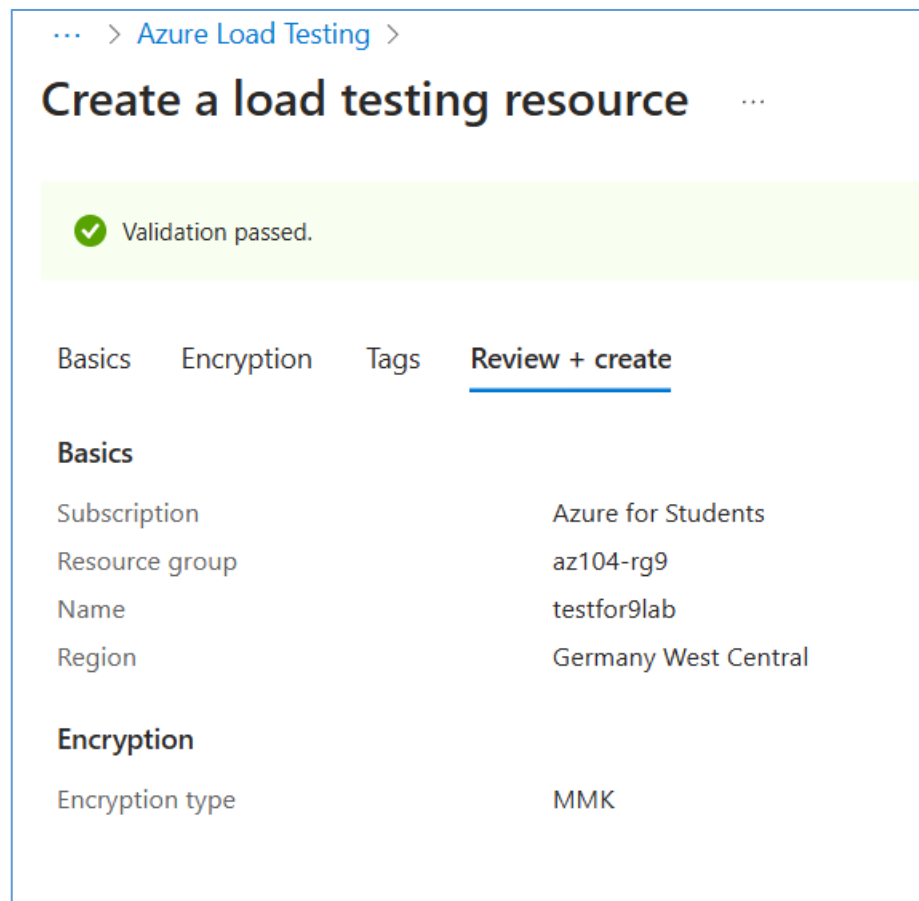 ... > Azure Load Testing >
Create a load testing resource ...
Validation passed.
Basics Encryption Tags Review + create
Basics
Subscription Azure for Students
Resource group az104-rg9
Name testfor9lab
Region Germany West Central
Encryption
Encryption type MMK